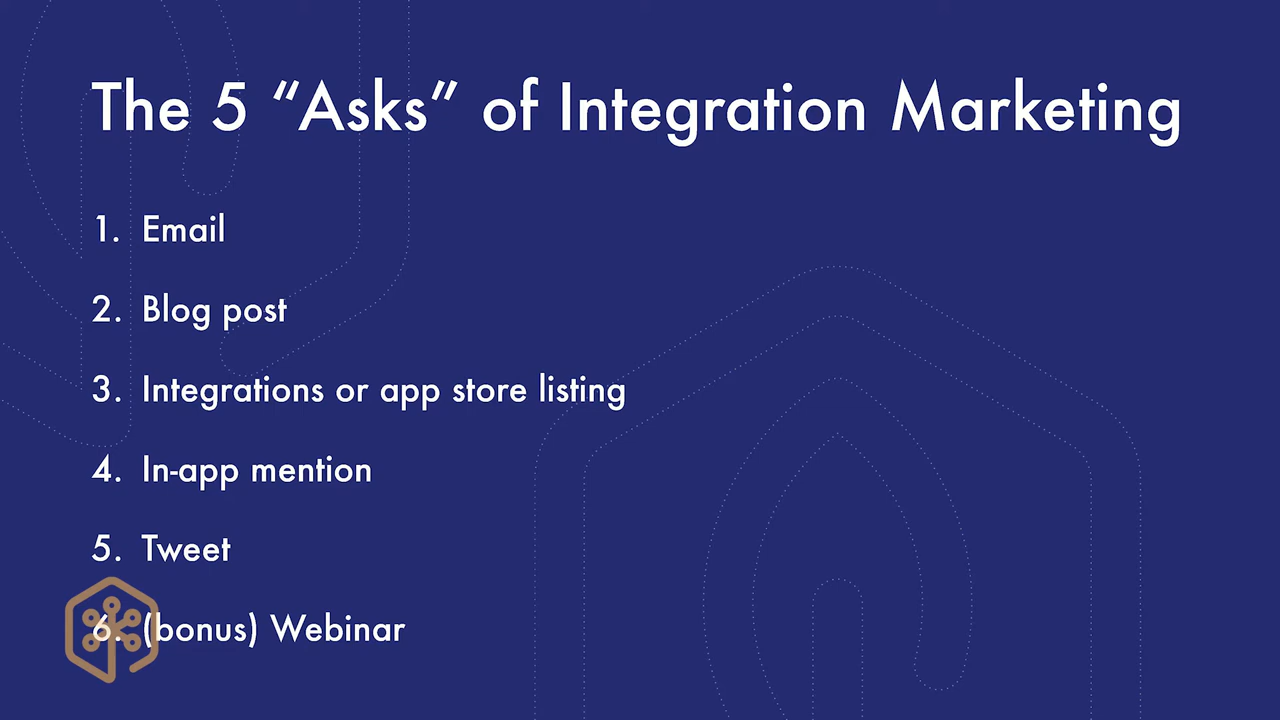 The 5 “Asks” of Integration Marketing
1. Email
2. Blog post
3. Integrations or app store listing
4. In-app mention
5. Tweet
6. (bonus) Webinar